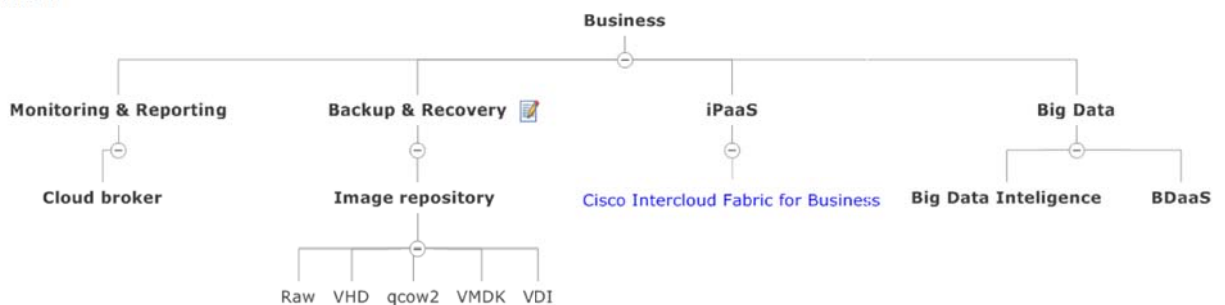 Business
Monitoring & Reporting Backup & Recovery iPaaS Big Data
Cloud broker Image repository Cisco Intercloud Fabric for Business Big Data Inteligence BDaaS
Raw VHD qcow2 VMDK VDI